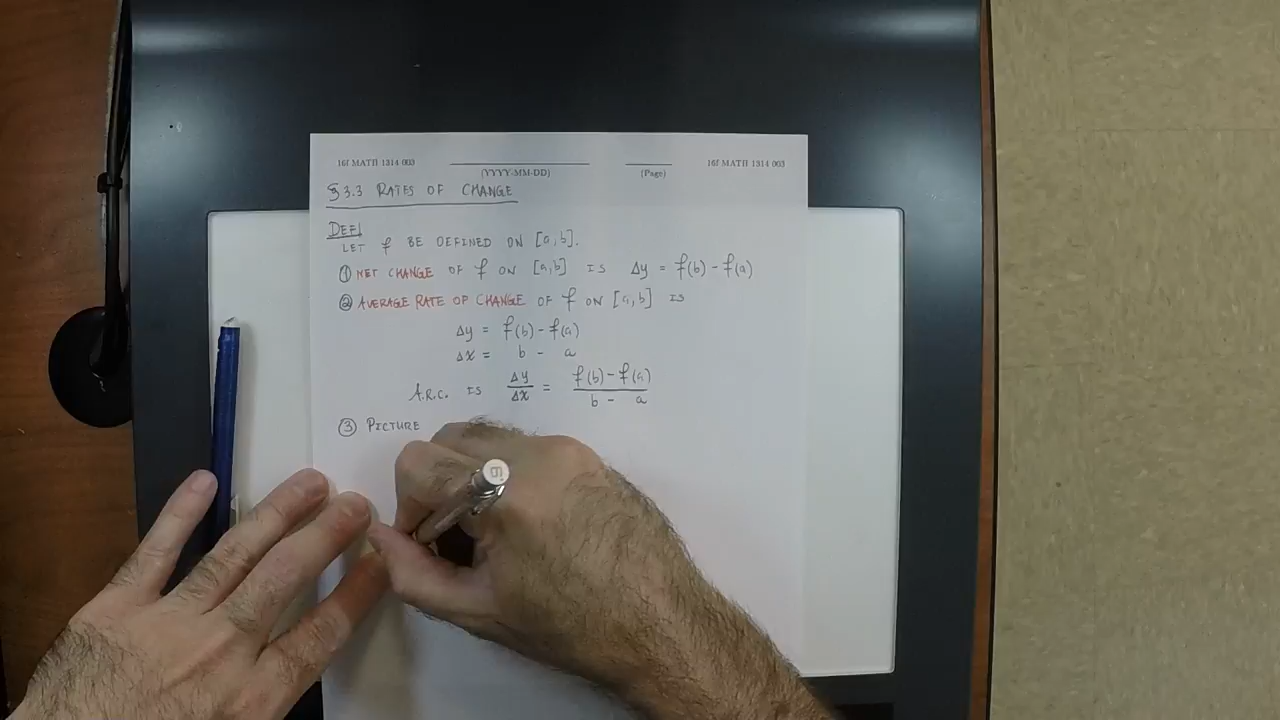 16f MATH 1314 003 (YYYY-MM-DD) (Page) 16f MATH 1314 003
§ 3.3 RATES OF CHANGE
DEF!
LET f BE DEFINED ON [a,b].
① NET CHANGE OF f ON [a,b] IS Δy = f(b) - f(a)
② AVERAGE RATE OF CHANGE OF f ON [a,b] IS
Δy = f(b) - f(a)
Δx = b - a
A.R.C. IS Δy/Δx = f(b) - f(a)/b - a
③ PICTURE